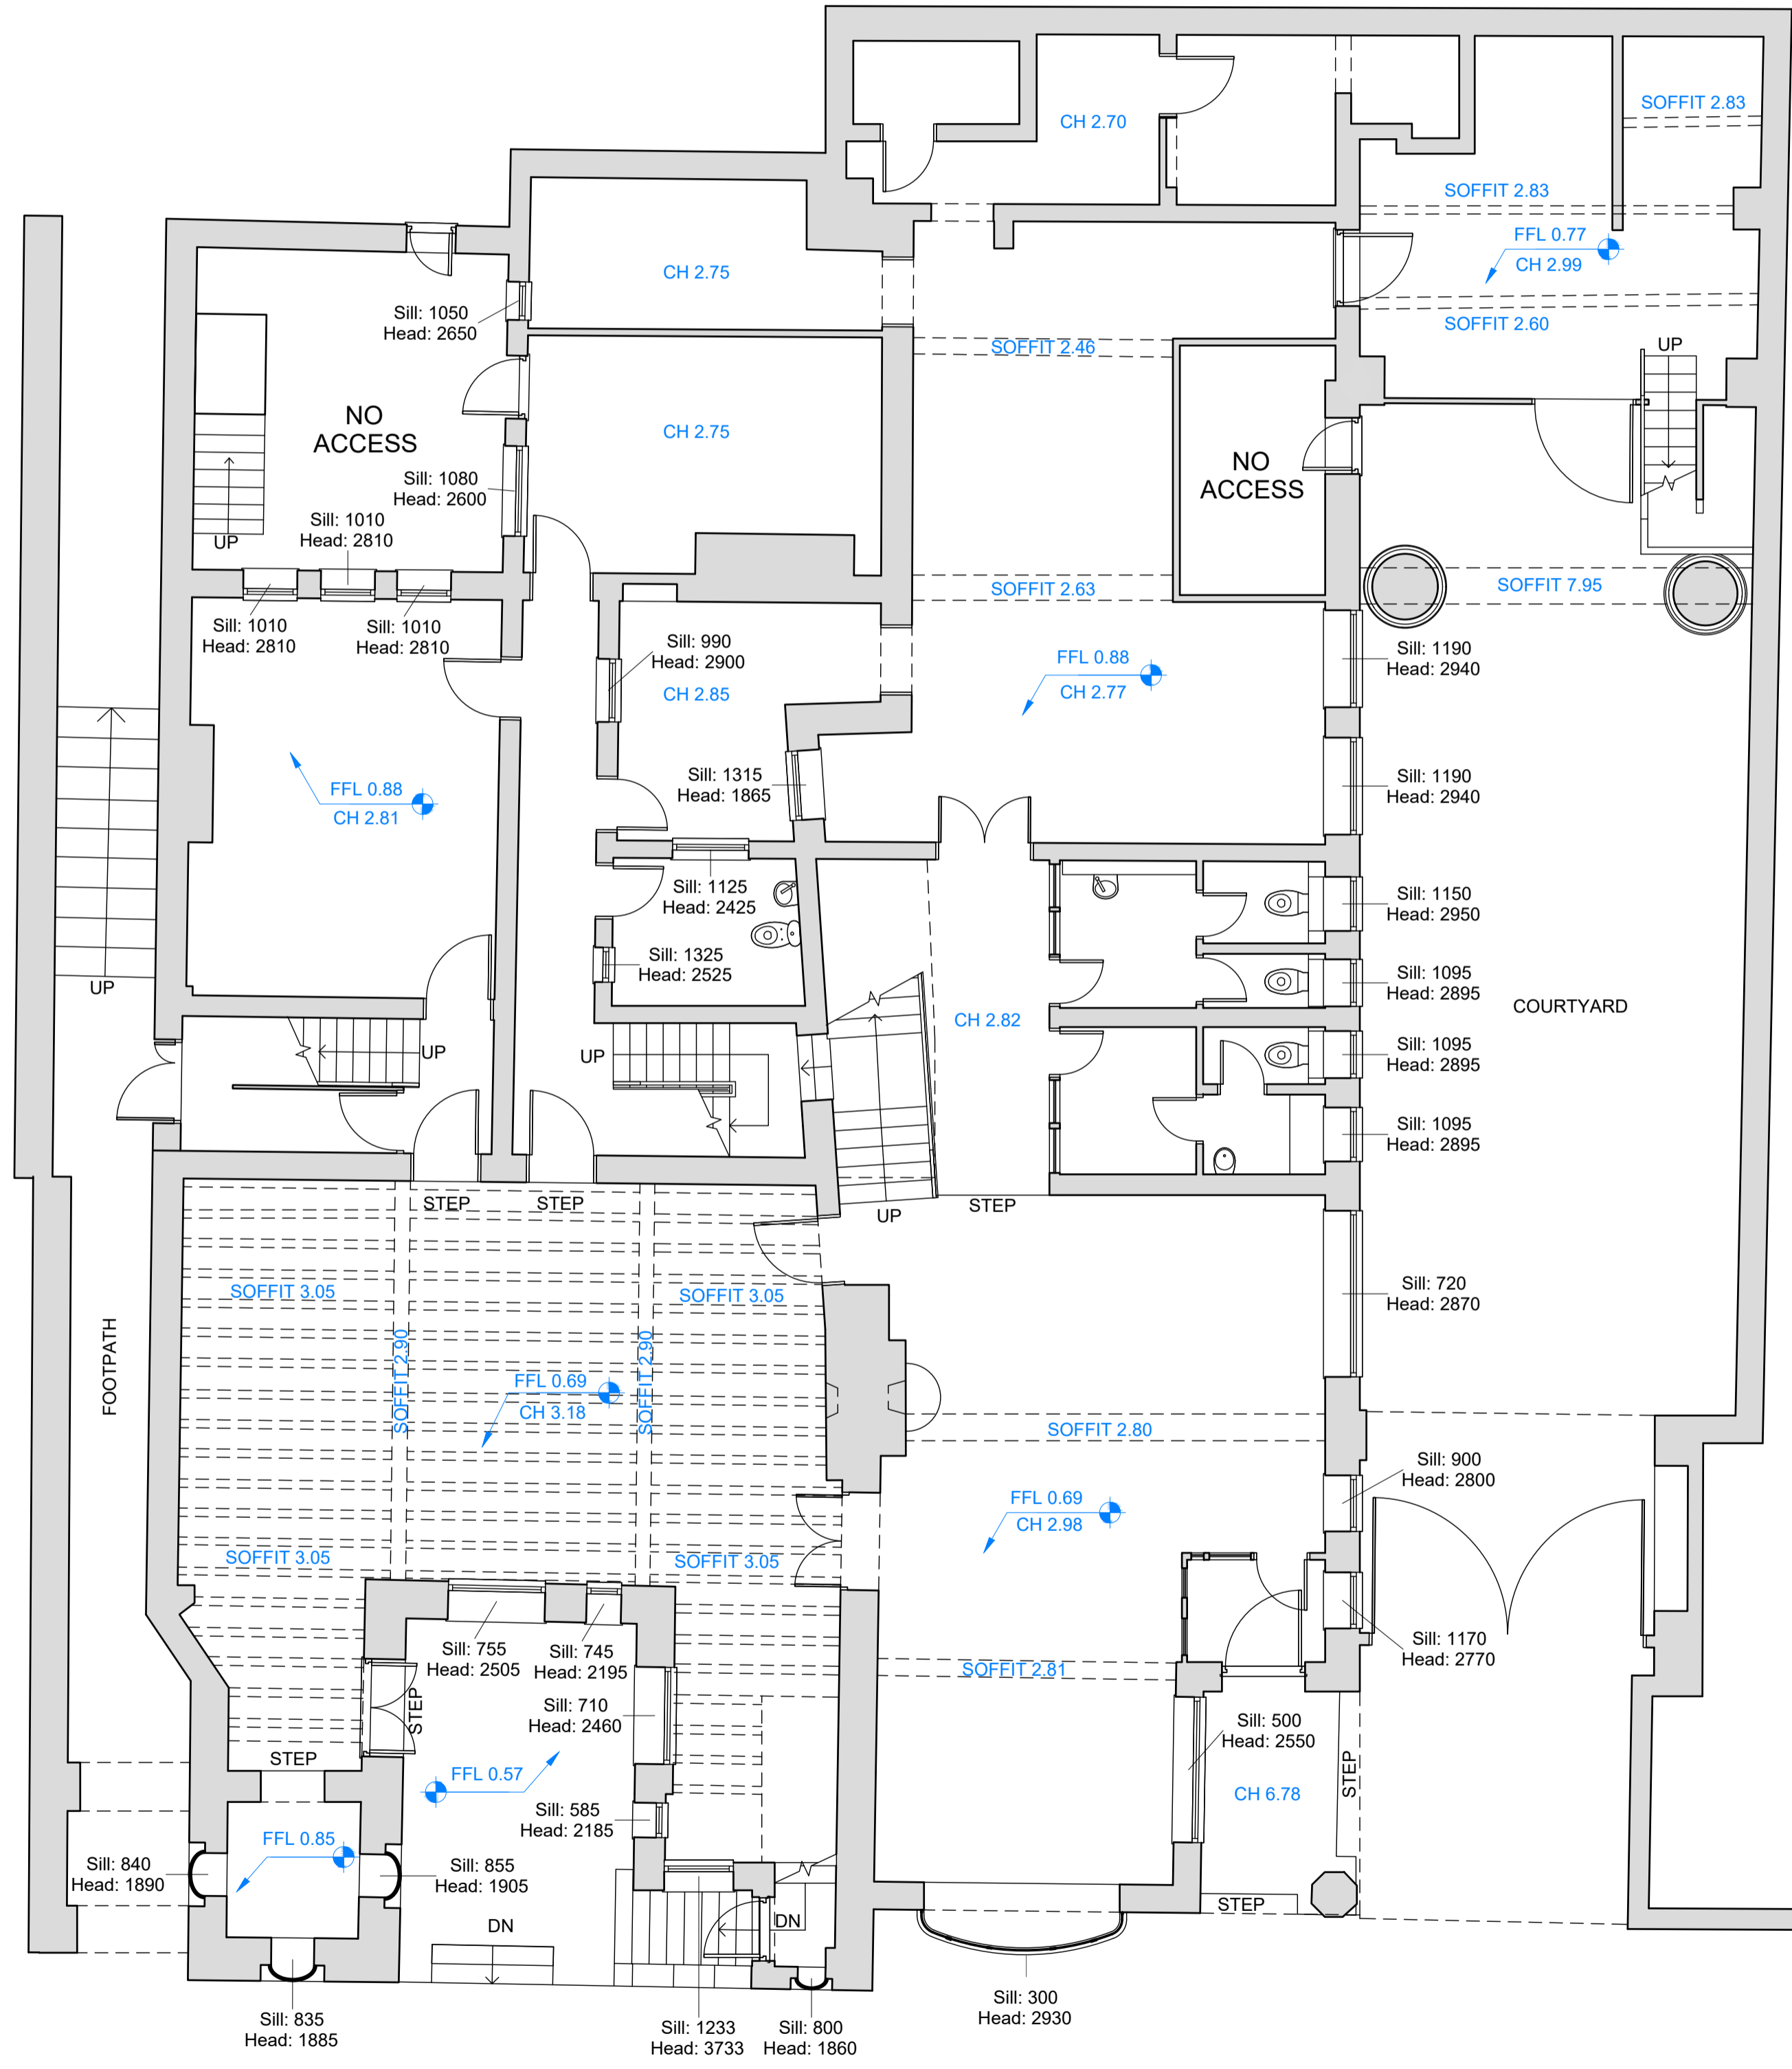 SOFFIT 2.83
CH 2.70
SOFFIT 2.83
FFL 0.77
CH 2.99
CH 2.75
Sill: 1050
Head: 2650
SOFFIT 2.60
SOFFIT 2.46
UP
NO
ACCESS
CH 2.75
NO
ACCESS
Sill: 1080
Head: 2600
Sill: 1010
Head: 2810
UP
SOFFIT 2.63
SOFFIT 7.95
Sill: 1010
Head: 2810
Sill: 1010
Head: 2810
Sill: 990
Head: 2900
CH 2.85
FFL 0.88
CH 2.77
Sill: 1190
Head: 2940
FFL 0.88
CH 2.81
Sill: 1315
Head: 1865
Sill: 1190
Head: 2940
Sill: 1125
Head: 2425
Sill: 1150
Head: 2950
Sill: 1325
Head: 2525
UP
Sill: 1095
Head: 2895
COURTYARD
CH 2.82
UP
UP
Sill: 1095
Head: 2895
Sill: 1095
Head: 2895
STEP
STEP
UP
STEP
SOFFIT 3.05
SOFFIT 3.05
Sill: 720
Head: 2870
FOOTPATH
SOFFIT 2.90
SOFFIT 2.90
FFL 0.69
CH 3.18
SOFFIT 2.80
Sill: 900
Head: 2800
FFL 0.69
CH 2.98
SOFFIT 3.05
SOFFIT 3.05
Sill: 755
Head: 2505
Sill: 745
Head: 2195
Sill: 1170
Head: 2770
SOFFIT 2.81
STEP
Sill: 710
Head: 2460
Sill: 500
Head: 2550
STEP
FFL 0.57
STEP
CH 6.78
Sill: 585
Head: 2185
FFL 0.85
Sill: 840
Head: 1890
Sill: 855
Head: 1905
DN
DN
STEP
Sill: 835
Head: 1885
Sill: 1233
Head: 3733
Sill: 800
Head: 1860
Sill: 300
Head: 2930